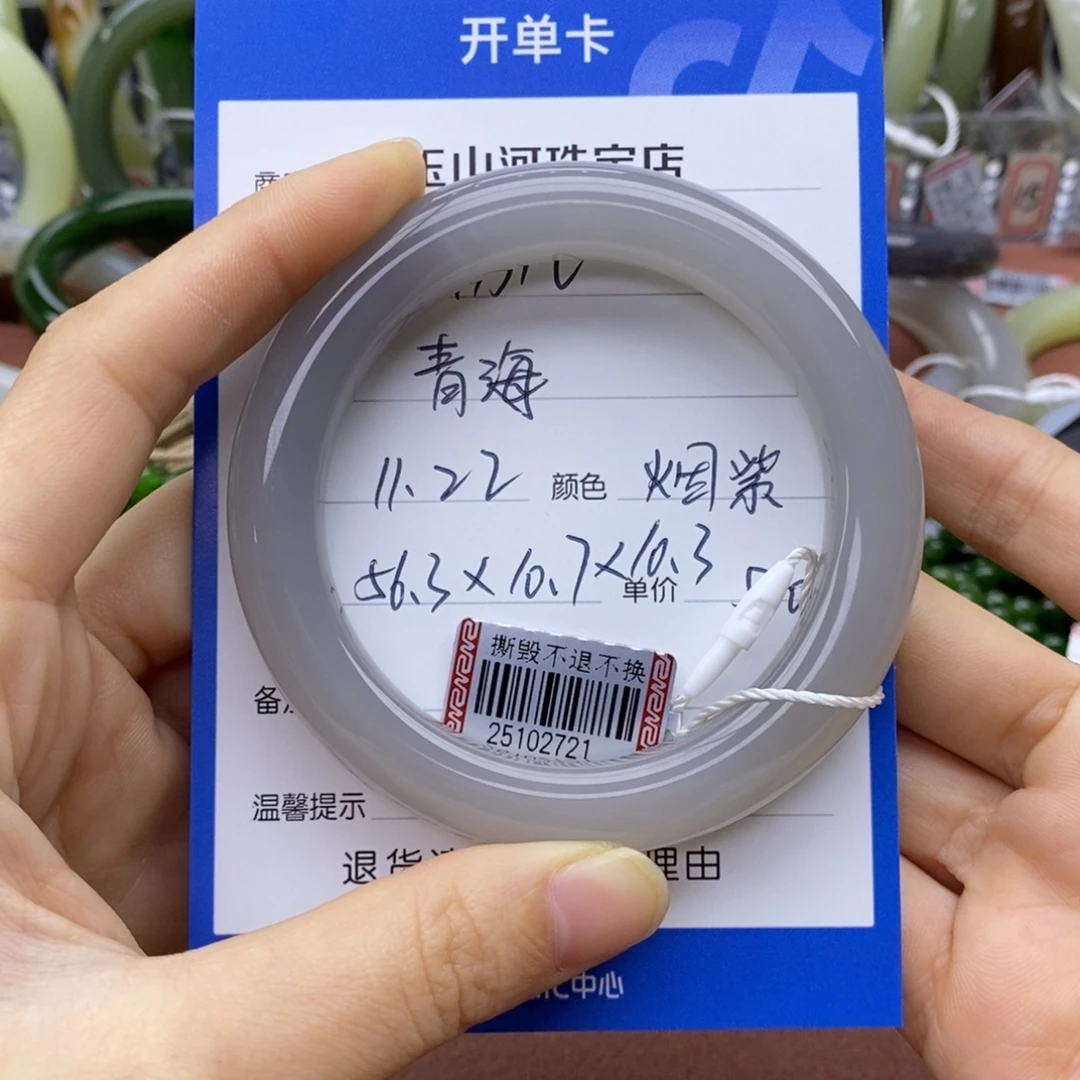 开单卡
玉山河珠宝店
青海
11.22 颜色 烟紫
56.3×10.7×10.3 单价
撕毁不退不换
25102721
备
温馨提示
退货 理由
中心